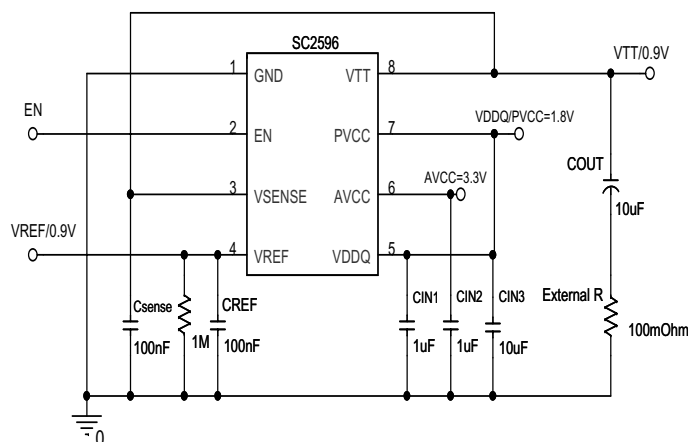 SC2596
1 GND VTT 8
VTT/0.9V
EN
2 EN PVCC 7
VDDQ/PVCC=1.8V
3 VSENSE AVCC 6
AVCC=3.3V
VREF/0.9V
4 VREF VDDQ 5
COUT
10uF
Csense
100nF
1M
CREF
100nF
CIN1
1uF
CIN2
1uF
CIN3
10uF
External R
100mOhm
0